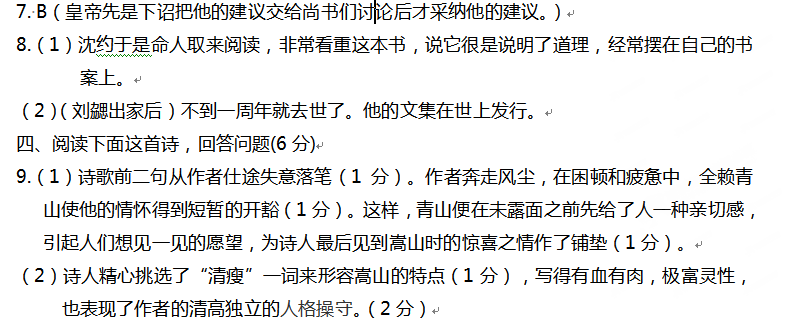 7. B（皇帝先是下诏把他的建议交给尚书们讨论后才采纳他的建议。）
8.（1）沈约于是命人取来阅读，非常看重这本书，说它很是说明了道理，经常摆在自己的书
案上。
（2）（刘勰出家后）不到一周年就去世了。他的文集在世上发行。
四、阅读下面这首诗，回答问题(6 分)
9.（1）诗歌前二句从作者仕途失意落笔（1 分）。作者奔走风尘，在困顿和疲惫中，全赖青
山使他的情怀得到短暂的开豁（1 分）。这样，青山便在未露面之前先给了人一种亲切感，
引起人们想见一见的愿望，为诗人最后见到嵩山时的惊喜之情作了铺垫（1 分）。
（2）诗人精心挑选了“清瘦”一词来形容嵩山的特点（1 分），写得有血有肉，极富灵性，
也表现了作者的清高独立的人格操守。（2 分）